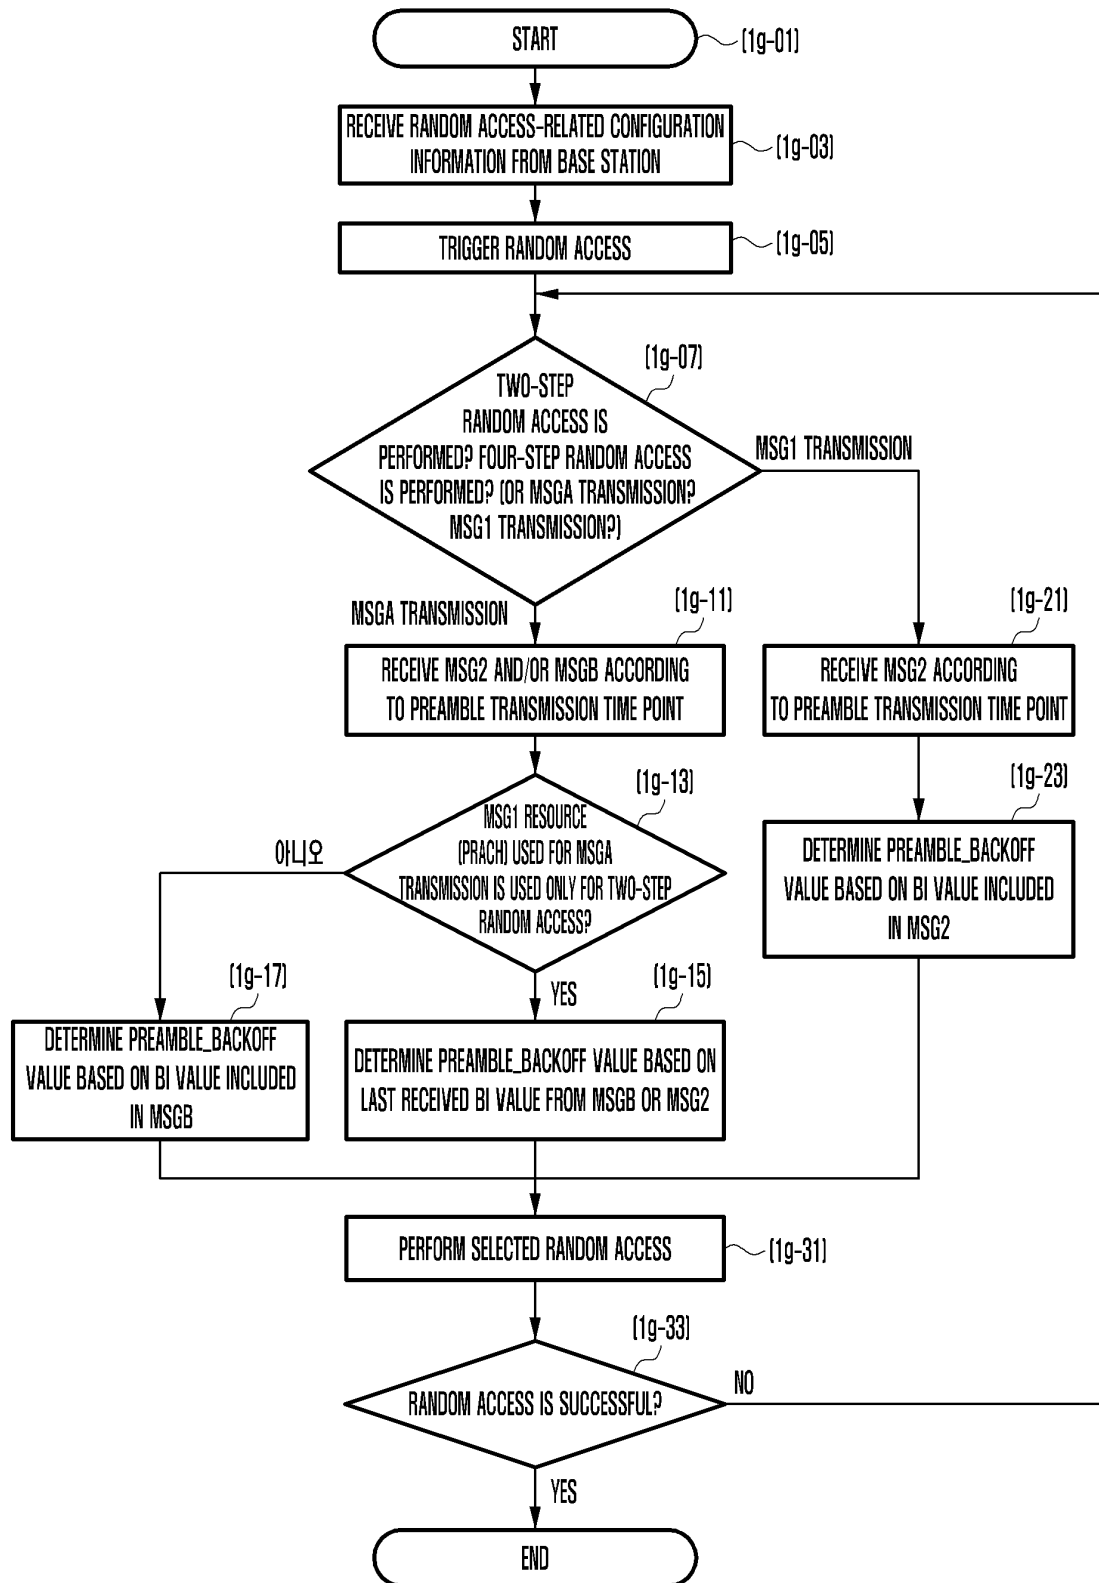 START
(1g-01)
RECEIVE RANDOM ACCESS-RELATED CONFIGURATION
INFORMATION FROM BASE STATION
(1g-03)
TRIGGER RANDOM ACCESS
(1g-05)
(1g-07)
TWO-STEP
RANDOM ACCESS IS
PERFORMED? FOUR-STEP RANDOM ACCESS
IS PERFORMED? (OR MSGA TRANSMISSION?
MSG1 TRANSMISSION?)
MSG1 TRANSMISSION
MSGA TRANSMISSION
(1g-11)
RECEIVE MSG2 AND/OR MSGB ACCORDING
TO PREAMBLE TRANSMISSION TIME POINT
(1g-21)
RECEIVE MSG2 ACCORDING
TO PREAMBLE TRANSMISSION TIME POINT
(1g-13)
MSG1 RESOURCE
(PRACH) USED FOR MSGA
TRANSMISSION IS USED ONLY FOR TWO-STEP
RANDOM ACCESS?
아니오
(1g-23)
DETERMINE PREAMBLE_BACKOFF
VALUE BASED ON BI VALUE INCLUDED
IN MSG2
(1g-17)
DETERMINE PREAMBLE_BACKOFF
VALUE BASED ON BI VALUE INCLUDED
IN MSGB
YES
(1g-15)
DETERMINE PREAMBLE_BACKOFF VALUE BASED ON
LAST RECEIVED BI VALUE FROM MSGB OR MSG2
PERFORM SELECTED RANDOM ACCESS
(1g-31)
(1g-33)
RANDOM ACCESS IS SUCCESSFUL?
NO
YES
END